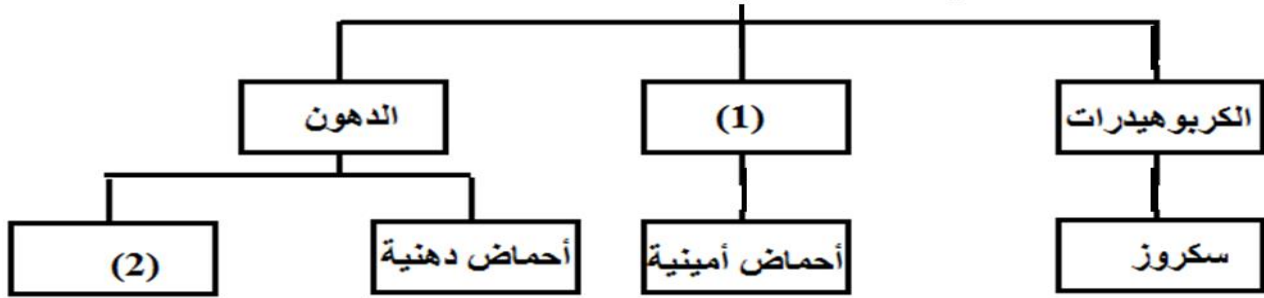 الكربوهيدرات
(1)
الدهون
سكروز
أحماض أمينية
أحماض دهنية
(2)